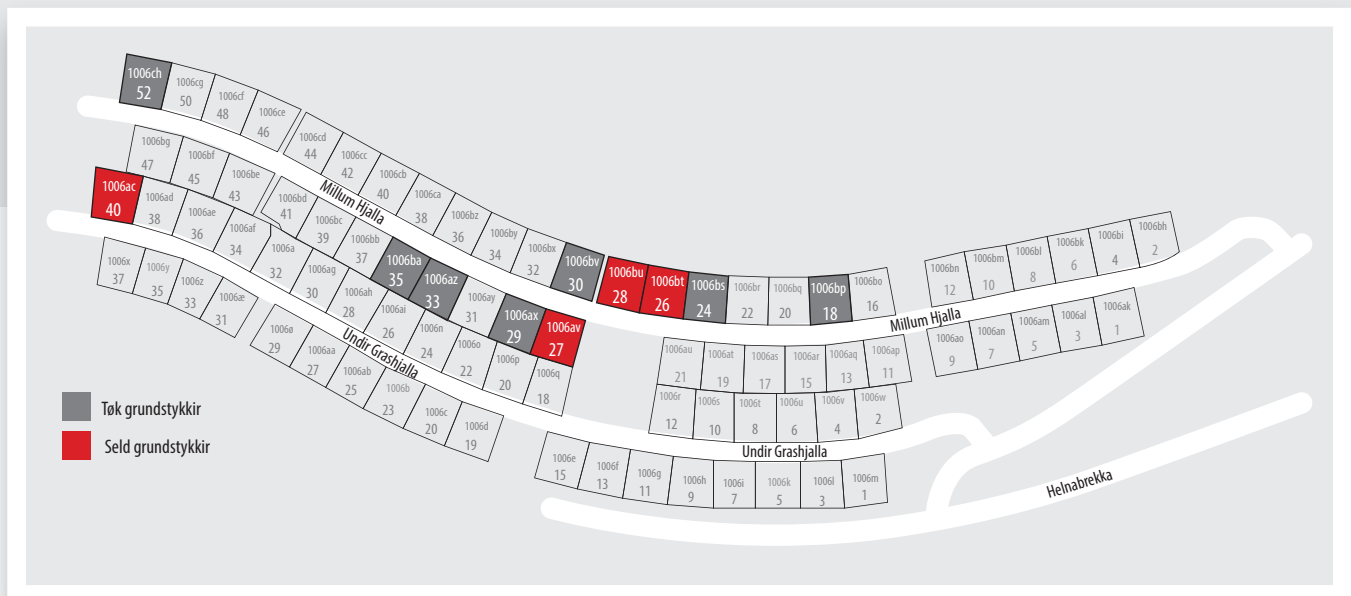 1006ch
52
1006cg
50
1006cf
48
1006ce
46
1006cd
44
1006cc
42
1006cb
40
1006ca
38
1006bz
36
1006by
34
1006bx
32
1006bv
30
1006bu
28
1006bt
26
1006bs
24
1006br
22
1006bq
20
1006bp
18
1006bo
16
1006bn
12
1006bm
10
1006bl
8
1006bk
6
1006bi
4
1006bh
2
Millum Hjalla
Millum Hjalla
1006bg
47
1006bf
45
1006be
43
1006bd
41
1006bc
39
1006bb
37
1006ba
35
1006az
33
1006ay
31
1006ax
29
1006av
27
1006au
21
1006at
19
1006as
17
1006ar
15
1006aq
13
1006ap
11
1006ao
9
1006an
7
1006am
5
1006al
3
1006ak
1
1006ac
40
1006ad
38
1006ae
36
1006af
34
1006a
32
1006ag
30
1006ah
28
1006ai
26
1006n
24
1006o
22
1006p
20
1006q
18
1006r
12
1006s
10
1006t
8
1006u
6
1006v
4
1006w
2
Undir Grashjalla
Undir Grashjalla
1006x
37
1006y
35
1006z
33
1006æ
31
1006ø
29
1006aa
27
1006ab
25
1006b
23
1006c
20
1006d
19
1006e
15
1006f
13
1006g
11
1006h
9
1006i
7
1006k
5
1006l
3
1006m
1
Helnabrekka
Tøk grundstykkir
Seld grundstykkir